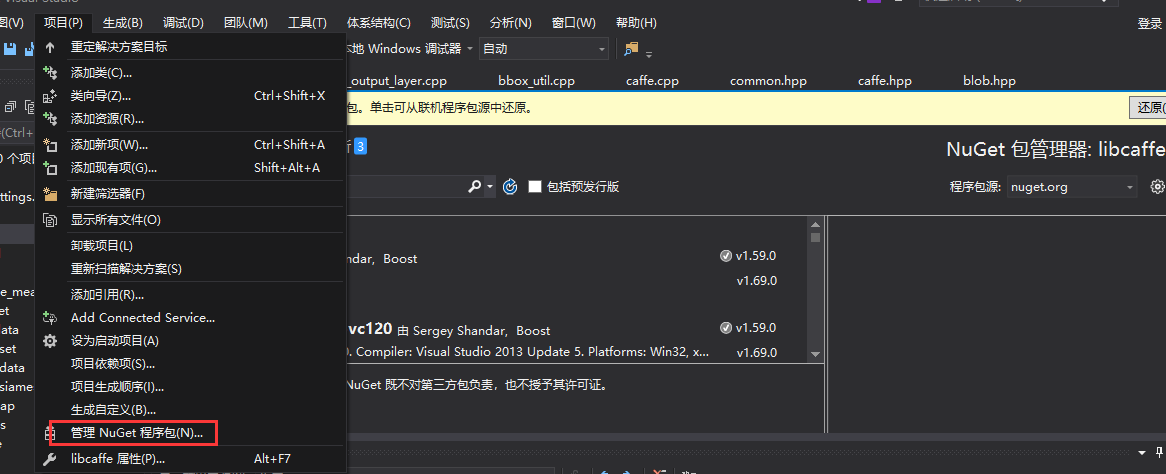 Visual Studio
图(V) 项目(P) 生成(B) 调试(D) 团队(M) 工具(T) 体系结构(C) 测试(S) 分析(N) 窗口(W) 帮助(H) 登录
重定解决方案目标
本地 Windows 调试器 自动
添加类(C)...
_output_layer.cpp bbox_util.cpp caffe.cpp common.hpp caffe.hpp blob.hpp
类向导(Z)... Ctrl+Shift+X
包。单击可从联机程序包源中还原。 还原(
添加资源(R)...
(Ctrl+
添加新项(W)... Ctrl+Shift+A
3
NuGet 包管理器: libcaffe
0 个项
添加现有项(G)... Shift+Alt+A
新建筛选器(F)
包括预发行版
程序包源: nuget.org
ttings.
显示所有文件(O)
卸载项目(L)
ndar, Boost v1.59.0
重新扫描解决方案(S)
v1.69.0
添加引用(R)...
e_mea
et
Add Connected Service...
ata
vc120 由 Sergey Shandar, Boost v1.59.0
设为启动项目(A)
set
0. Compiler: Visual Studio 2013 Update 5. Platforms: Win32, x... v1.69.0
项目依赖项(S)...
data
siame
项目生成顺序(I)...
NuGet 既不对第三方包负责，也不授予其许可证。
ap
生成自定义(B)...
s
管理 NuGet 程序包(N)...
e
libcaffe 属性(P)... Alt+F7